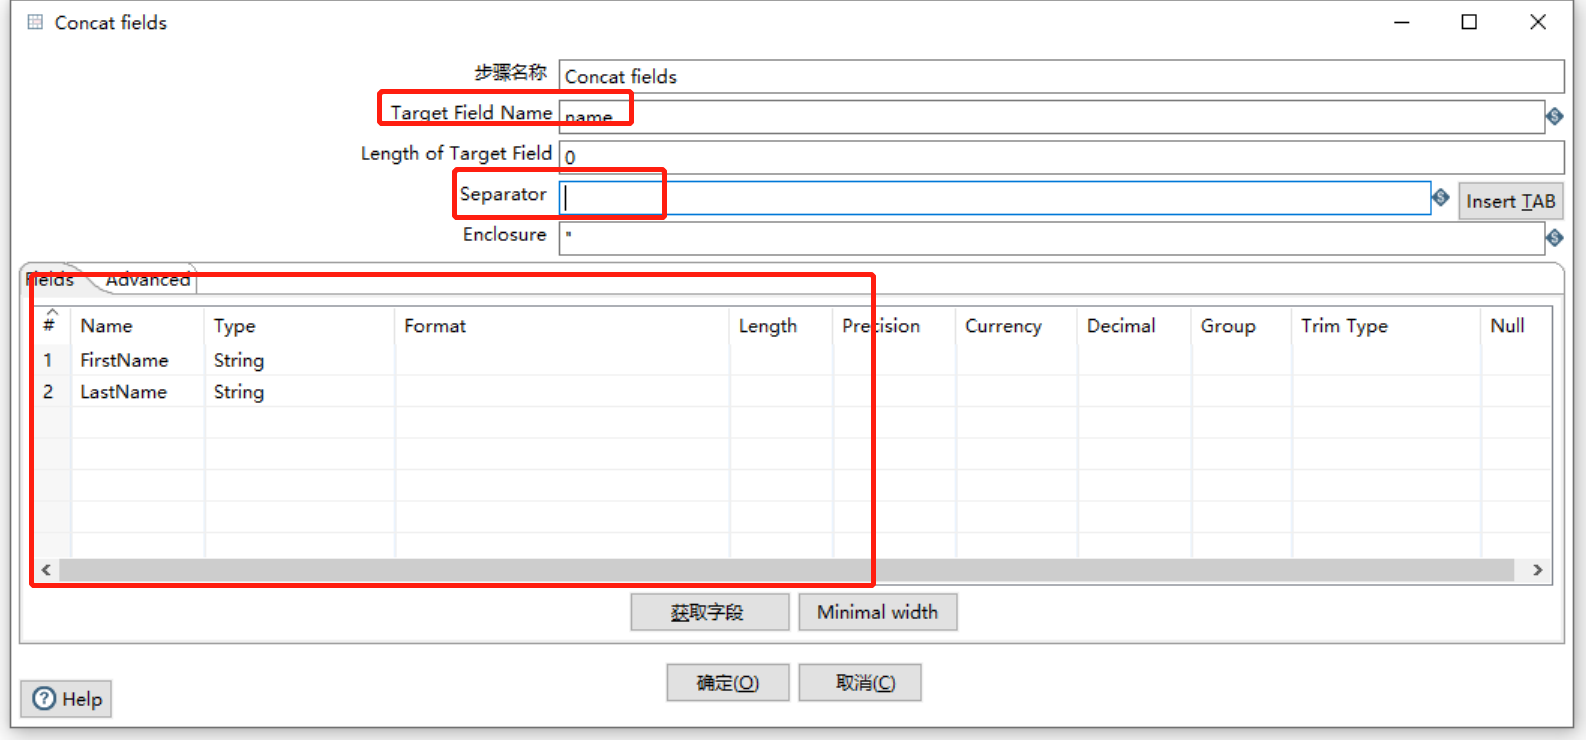 Concat fields
步骤名称 Concat fields
Target Field Name name
Length of Target Field 0
Separator Insert TAB
Enclosure "
Fields Advanced
# Name Type Format Length Precision Currency Decimal Group Trim Type Null
1 FirstName String
2 LastName String
获取字段 Minimal width
确定(O) 取消(C)
Help